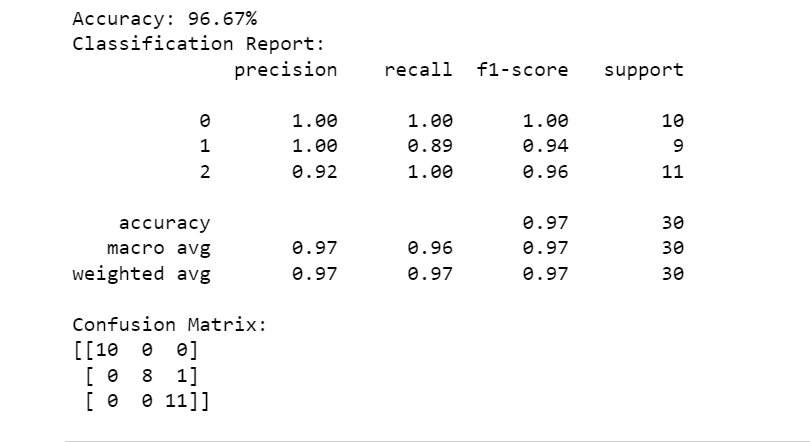 Accuracy: 96.67%
Classification Report:
              precision    recall  f1-score   support

           0       1.00      1.00      1.00        10
           1       1.00      0.89      0.94         9
           2       0.92      1.00      0.96        11

    accuracy                           0.97        30
   macro avg       0.97      0.96      0.97        30
weighted avg       0.97      0.97      0.97        30

Confusion Matrix:
[[10  0  0]
 [ 0  8  1]
 [ 0  0 11]]